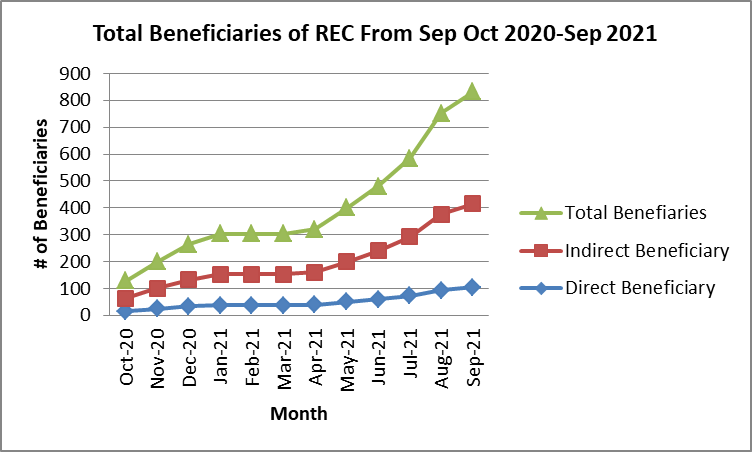 Total Beneficiaries of REC From Sep Oct 2020-Sep 2021
900
800
700
600
500
400
300
200
100
0
# of Beneficiaries
Oct-20
Nov-20
Dec-20
Jan-21
Feb-21
Mar-21
Apr-21
May-21
Jun-21
Jul-21
Aug-21
Sep-21
Month
Total Benefiaries
Indirect Beneficiary
Direct Beneficiary